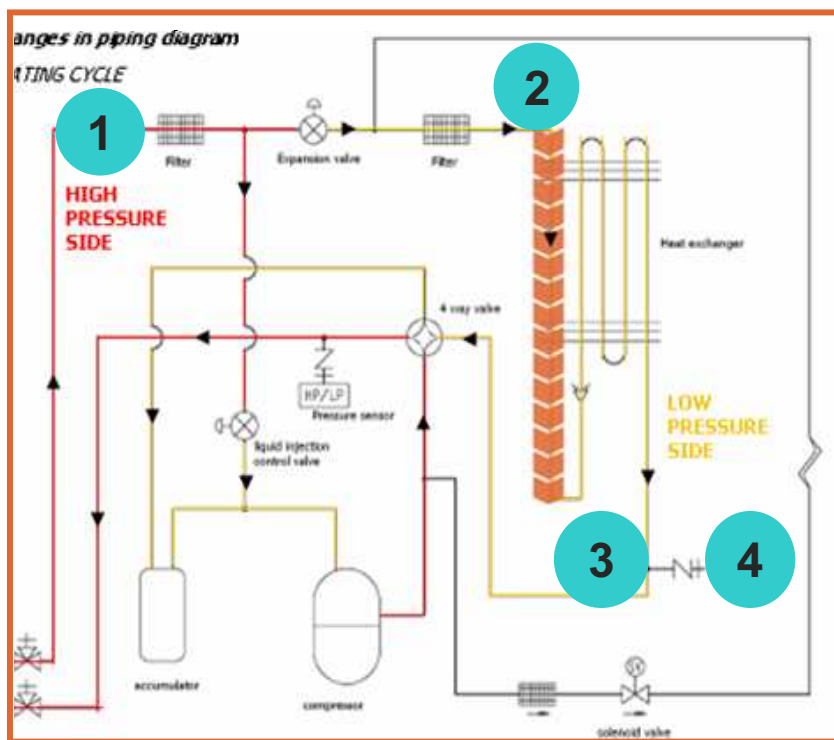 anges in piping diagram
ATING CYCLE
1
2
Filter
Expansion valve
Filter
HIGH
PRESSURE
SIDE
Heat exchanger
4 way valve
HP/LP
Pressure sensor
LOW
PRESSURE
SIDE
liquid injection
control valve
3
4
accumulator
compressor
solenoid valve